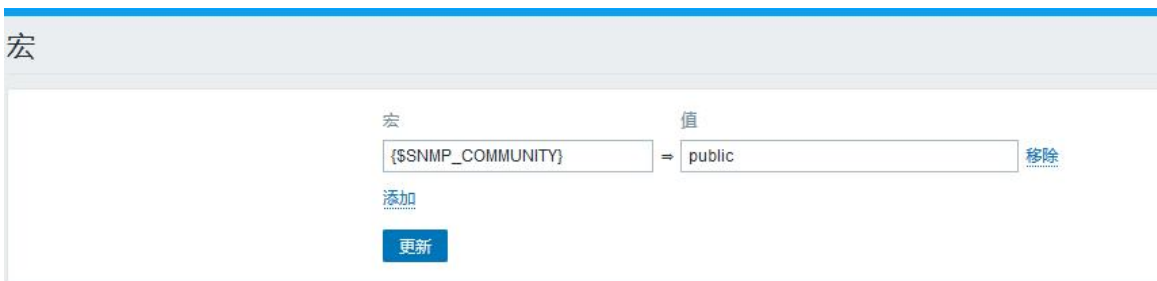 宏
宏 值
{$SNMP_COMMUNITY} ⇒ public 移除
添加
更新